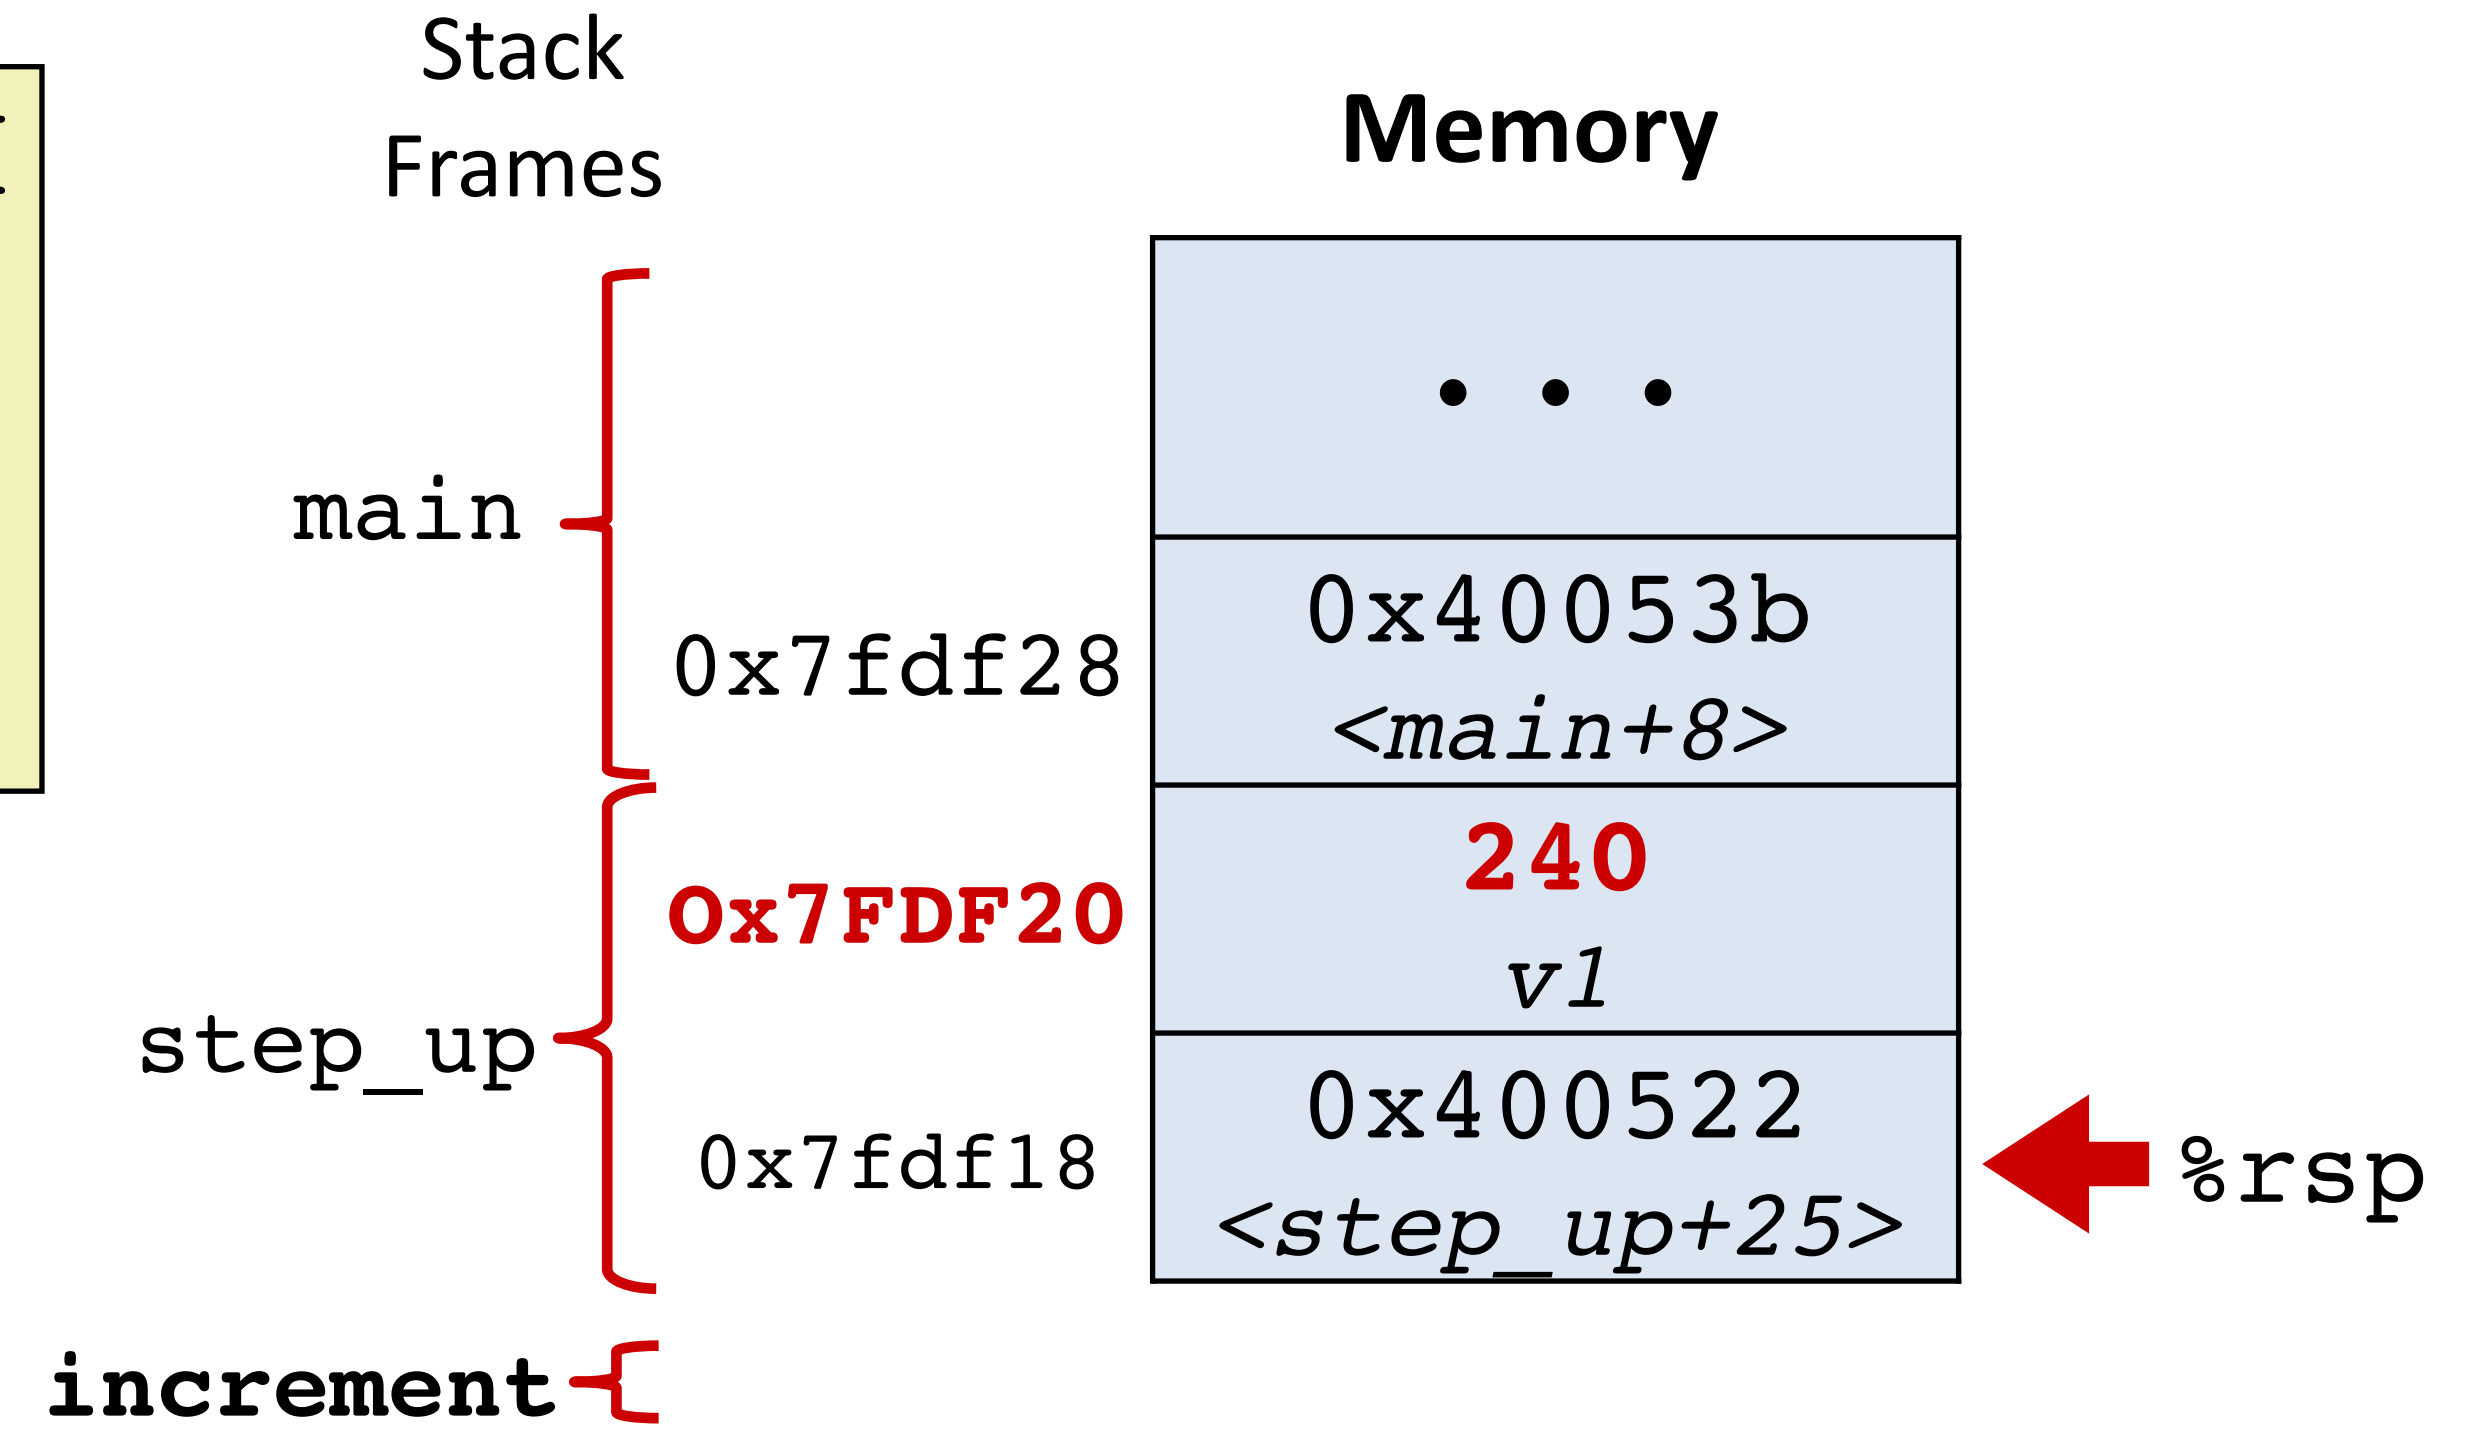 Stack
Frames
Memory
• • •
main
0x7fdf28
0x40053b
<main+8>
0x7FDF20
240
v1
step_up
0x7fdf18
0x400522
<step_up+25>
%rsp
increment